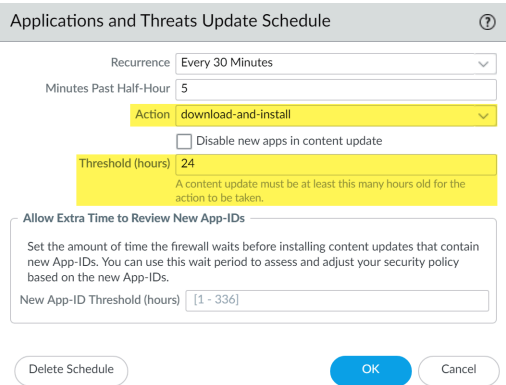 Applications and Threats Update Schedule ?
Recurrence Every 30 Minutes
Minutes Past Half-Hour 5
Action download-and-install
Disable new apps in content update
Threshold (hours) 24
A content update must be at least this many hours old for the
action to be taken.
Allow Extra Time to Review New App-IDs
Set the amount of time the firewall waits before installing content updates that contain
new App-IDs. You can use this wait period to assess and adjust your security policy
based on the new App-IDs.
New App-ID Threshold (hours) [1 - 336]
Delete Schedule OK Cancel